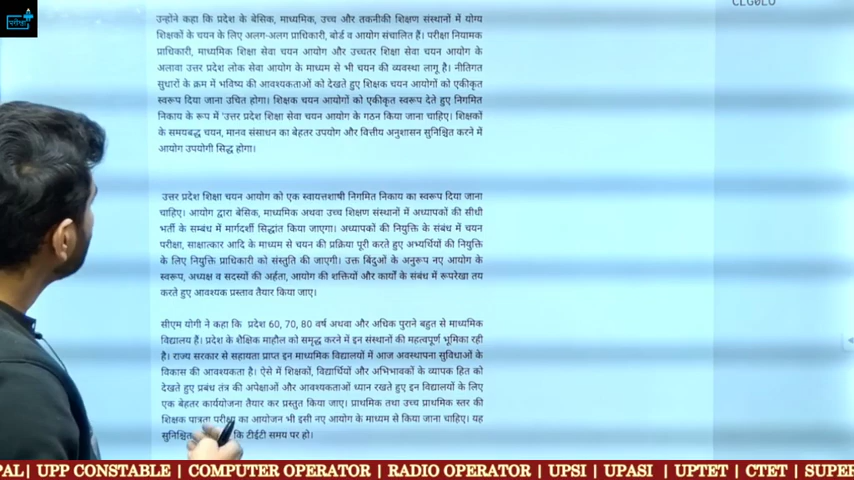 परीक्षा
CLG0LO
उन्होंने कहा कि प्रदेश के बेसिक, माध्यमिक, उच्च और तकनीकी शिक्षण संस्थानों में योग्य
शिक्षकों के चयन के लिए अलग-अलग प्राधिकारी, बोर्ड व आयोग संचालित हैं। परीक्षा नियामक
प्राधिकारी, माध्यमिक शिक्षा सेवा चयन आयोग और उच्चतर शिक्षा सेवा चयन आयोग के
अलावा उत्तर प्रदेश लोक सेवा आयोग के माध्यम से भी चयन की व्यवस्था लागू है। नीतिगत
सुधारों के क्रम में भविष्य की आवश्यकताओं को देखते हुए शिक्षक चयन आयोगों को एकीकृत
स्वरूप दिया जाना उचित होगा। शिक्षक चयन आयोगों को एकीकृत स्वरूप देते हुए निगमित
निकाय के रूप में 'उत्तर प्रदेश शिक्षा सेवा चयन आयोग के गठन किया जाना चाहिए। शिक्षकों
के समयबद्ध चयन, मानव संसाधन का बेहतर उपयोग और वित्तीय अनुशासन सुनिश्चित करने में
आयोग उपयोगी सिद्ध होगा।
उत्तर प्रदेश शिक्षा चयन आयोग को एक स्वायत्तशाषी निगमित निकाय का स्वरूप दिया जाना
चाहिए। आयोग द्वारा बेसिक, माध्यमिक अथवा उच्च शिक्षण संस्थानों में अध्यापकों की सीधी
भर्ती के सम्बंध में मार्गदर्शी सिद्धांत किया जाएगा। अध्यापकों की नियुक्ति के संबंध में चयन
परीक्षा, साक्षात्कार आदि के माध्यम से चयन की प्रक्रिया पूरी करते हुए अभ्यर्थियों की नियुक्ति
के लिए नियुक्ति प्राधिकारी को संस्तुति की जाएगी। उक्त बिंदुओं के अनुरूप नए आयोग के
स्वरूप, अध्यक्ष व सदस्यों की अर्हता, आयोग की शक्तियों और कार्यों के संबंध में रूपरेखा तय
करते हुए आवश्यक प्रस्ताव तैयार किया जाए।
सीएम योगी ने कहा कि प्रदेश 60, 70, 80 वर्ष अथवा और अधिक पुराने बहुत से माध्यमिक
विद्यालय हैं। प्रदेश के शैक्षिक माहौल को समृद्ध करने में इन संस्थानों की महत्वपूर्ण भूमिका रही
है। राज्य सरकार से सहायता प्राप्त इन माध्यमिक विद्यालयों में आज अवस्थापना सुविधाओं के
विकास की आवश्यकता है। ऐसे में शिक्षकों, विद्यार्थियों और अभिभावकों के व्यापक हित को
देखते हुए प्रबंध तंत्र की अपेक्षाओं और आवश्यकताओं ध्यान रखते हुए इन विद्यालयों के लिए
एक बेहतर कार्ययोजना तैयार कर प्रस्तुत किया जाए। प्राथमिक तथा उच्च प्राथमिक स्तर की
शिक्षक पात्रता परीक्षा का आयोजन भी इसी नए आयोग के माध्यम से किया जाना चाहिए। यह
सुनिश्चित कि टीईटी समय पर हो।
PAL| UPP CONSTABLE | COMPUTER OPERATOR | RADIO OPERATOR | UPSI | UPASI | UPTET | CTET | SUPER